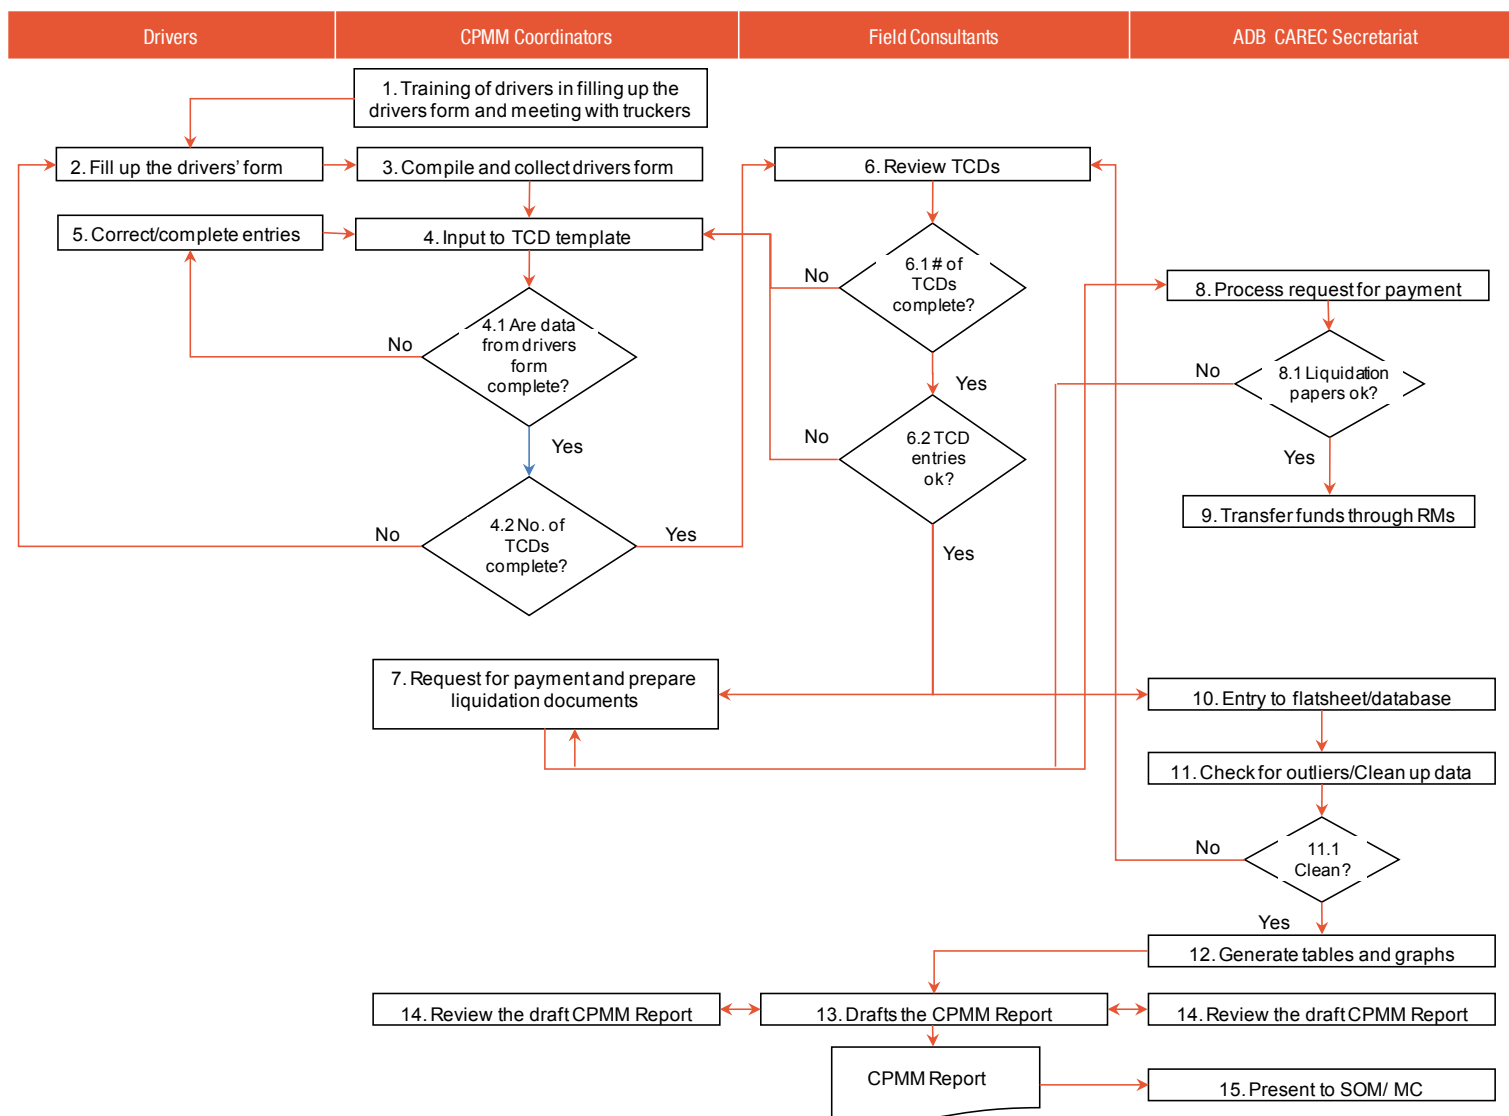 Drivers
CPMM Coordinators
Field Consultants
ADB CAREC Secretariat
1. Training of drivers in filling up the
drivers form and meeting with truckers
2. Fill up the drivers' form
3. Compile and collect drivers form
6. Review TCDs
5. Correct/complete entries
4. Input to TCD template
No
6.1 # of
TCDs
complete?
8. Process request for payment
No
4.1 Are data
from drivers
form
complete?
Yes
No
8.1 Liquidation
papers ok?
Yes
No
6.2 TCD
entries
ok?
Yes
9. Transfer funds through RMs
No
4.2 No. of
TCDs
complete?
Yes
Yes
7. Request for payment and prepare
liquidation documents
10. Entry to flatsheet/database
11. Check for outliers/Clean up data
No
11.1
Clean?
Yes
12. Generate tables and graphs
14. Review the draft CPMM Report
13. Drafts the CPMM Report
14. Review the draft CPMM Report
CPMM Report
15. Present to SOM/ MC